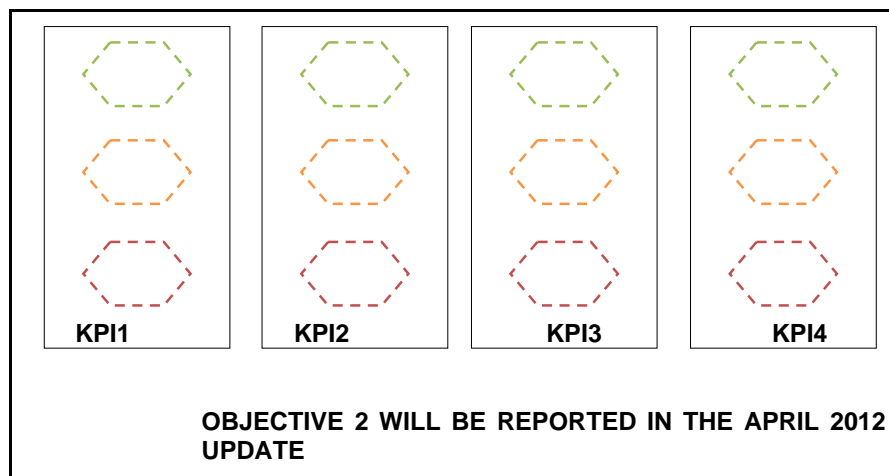 KPI1 KPI2 KPI3 KPI4
OBJECTIVE 2 WILL BE REPORTED IN THE APRIL 2012
UPDATE